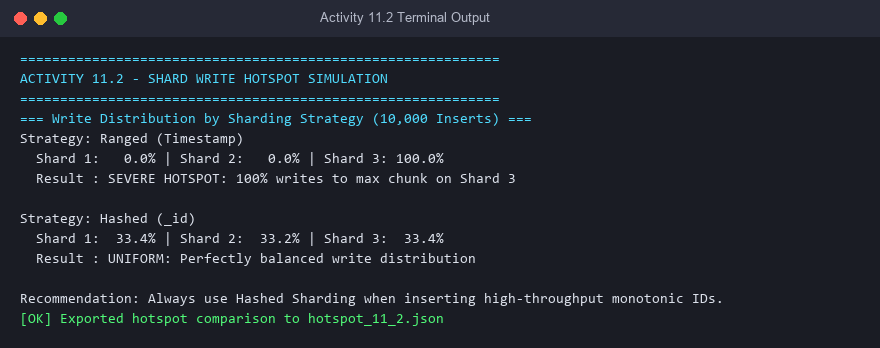 Activity 11.2 Terminal Output
============================================================
ACTIVITY 11.2 - SHARD WRITE HOTSPOT SIMULATION
============================================================
=== Write Distribution by Sharding Strategy (10,000 Inserts) ===
Strategy: Ranged (Timestamp)
  Shard 1:   0.0% | Shard 2:   0.0% | Shard 3: 100.0%
  Result : SEVERE HOTSPOT: 100% writes to max chunk on Shard 3
Strategy: Hashed (_id)
  Shard 1:  33.4% | Shard 2:  33.2% | Shard 3:  33.4%
  Result : UNIFORM: Perfectly balanced write distribution
Recommendation: Always use Hashed Sharding when inserting high-throughput monotonic IDs.
[OK] Exported hotspot comparison to hotspot_11_2.json